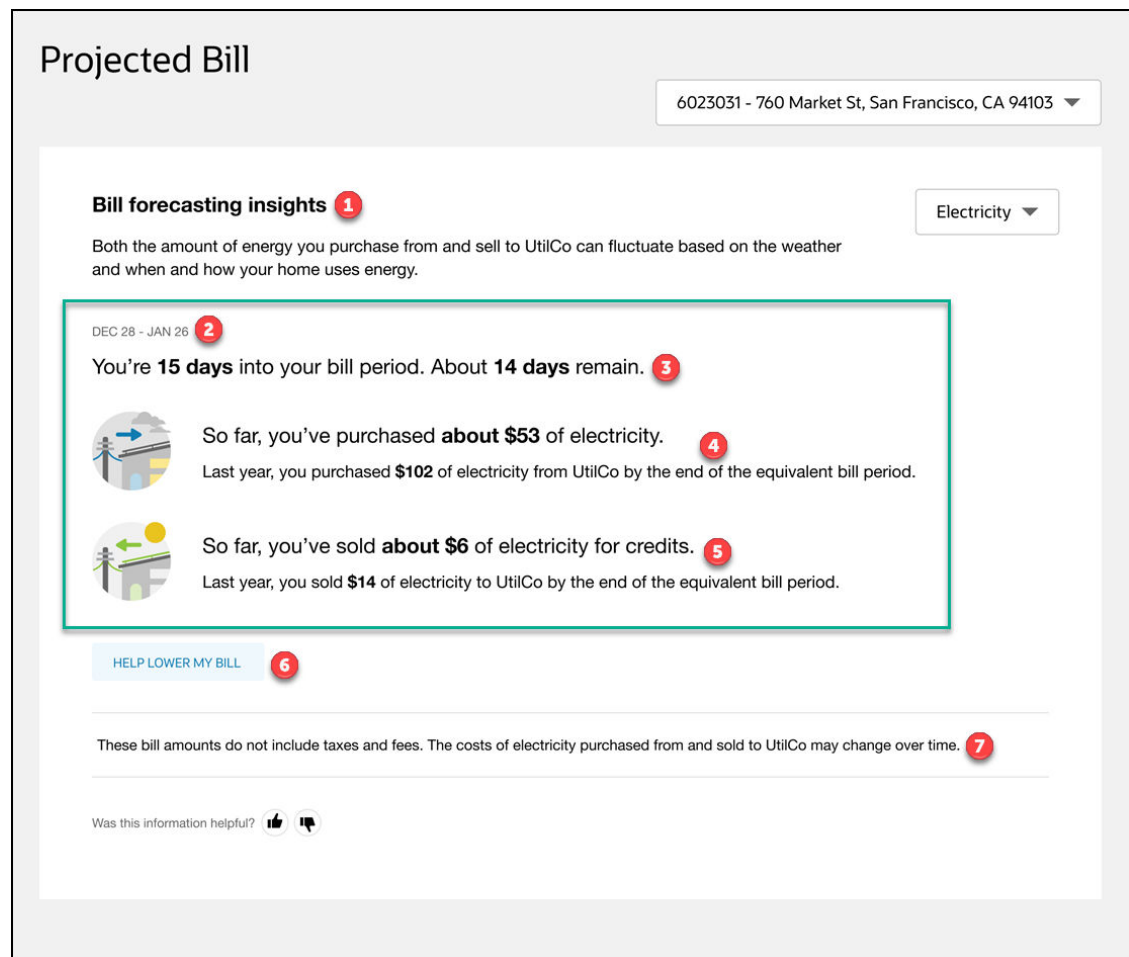 Projected Bill
6023031 - 760 Market St, San Francisco, CA 94103
Bill forecasting insights 1
Electricity
Both the amount of energy you purchase from and sell to UtilCo can fluctuate based on the weather
and when and how your home uses energy.
DEC 28 - JAN 26 2
You're 15 days into your bill period. About 14 days remain. 3
So far, you've purchased about $53 of electricity. 4
Last year, you purchased $102 of electricity from UtilCo by the end of the equivalent bill period.
So far, you've sold about $6 of electricity for credits. 5
Last year, you sold $14 of electricity to UtilCo by the end of the equivalent bill period.
HELP LOWER MY BILL 6
These bill amounts do not include taxes and fees. The costs of electricity purchased from and sold to UtilCo may change over time. 7
Was this information helpful?